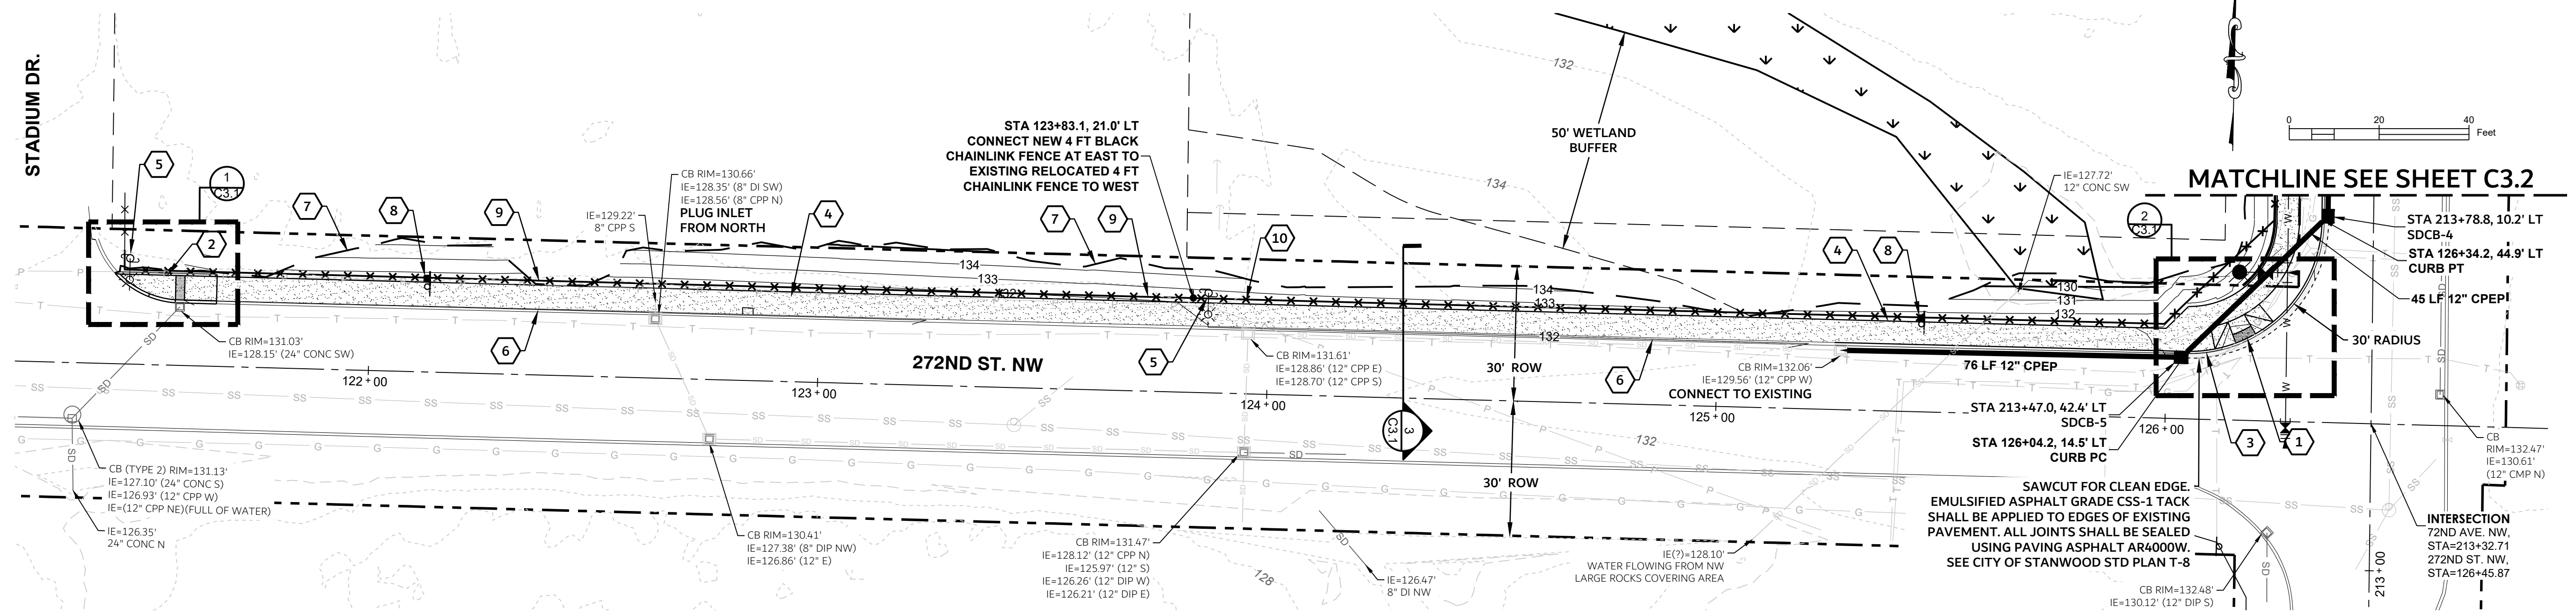 STADIUM DR.
5
1
C3.1
2
7
8
9
CB RIM=130.66'
IE=128.35' (8" DI SW)
IE=128.56' (8" CPP N)
PLUG INLET
FROM NORTH
IE=129.22'
8" CPP S
4
STA 123+83.1, 21.0' LT
CONNECT NEW 4 FT BLACK
CHAINLINK FENCE AT EAST TO
EXISTING RELOCATED 4 FT
CHAINLINK FENCE TO WEST
7
9
10
132
134
50' WETLAND
BUFFER
IE=127.72'
12" CONC SW
0 20 40
Feet
MATCHLINE SEE SHEET C3.2
2
C3.1
4
8
STA 213+78.8, 10.2' LT
SDCB-4
STA 126+34.2, 44.9' LT
CURB PT
45 LF 12" CPEP
30' RADIUS
134
133
132
134
133
132
130
131
132
CB RIM=131.03'
IE=128.15' (24" CONC SW)
6
272ND ST. NW
5
CB RIM=131.61'
IE=128.86' (12" CPP E)
IE=128.70' (12" CPP S)
3
C3.1
30' ROW
30' ROW
6
CB RIM=132.06'
IE=129.56' (12" CPP W)
CONNECT TO EXISTING
76 LF 12" CPEP
122+00
123+00
124+00
125+00
126+00
STA 213+47.0, 42.4' LT
SDCB-5
STA 126+04.2, 14.5' LT
CURB PC
3
1
CB
RIM=132.47'
IE=130.61'
(12" CMP N)
CB (TYPE 2) RIM=131.13'
IE=127.10' (24" CONC S)
IE=126.93' (12" CPP W)
IE=(12" CPP NE)(FULL OF WATER)
IE=126.35'
24" CONC N
CB RIM=130.41'
IE=127.38' (8" DIP NW)
IE=126.86' (12" E)
CB RIM=131.47'
IE=128.12' (12" CPP N)
IE=125.97' (12" S)
IE=126.26' (12" DIP W)
IE=126.21' (12" DIP E)
128
IE=126.47'
8" DI NW
132
IE(?)=128.10'
WATER FLOWING FROM NW
LARGE ROCKS COVERING AREA
SAWCUT FOR CLEAN EDGE.
EMULSIFIED ASPHALT GRADE CSS-1 TACK
SHALL BE APPLIED TO EDGES OF EXISTING
PAVEMENT. ALL JOINTS SHALL BE SEALED
USING PAVING ASPHALT AR4000W.
SEE CITY OF STANWOOD STD PLAN T-8
CB RIM=132.48'
IE=130.12' (12" DIP S)
213+00
INTERSECTION
72ND AVE. NW,
STA=213+32.71
272ND ST. NW,
STA=126+45.87